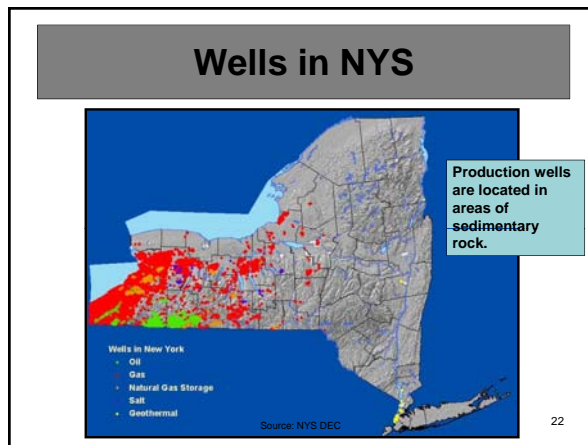 Wells in NYS
Production wells
are located in
areas of
sedimentary
rock.
Wells in New York
Oil
Gas
Natural Gas Storage
Salt
Geothermal
Source: NYS DEC
22